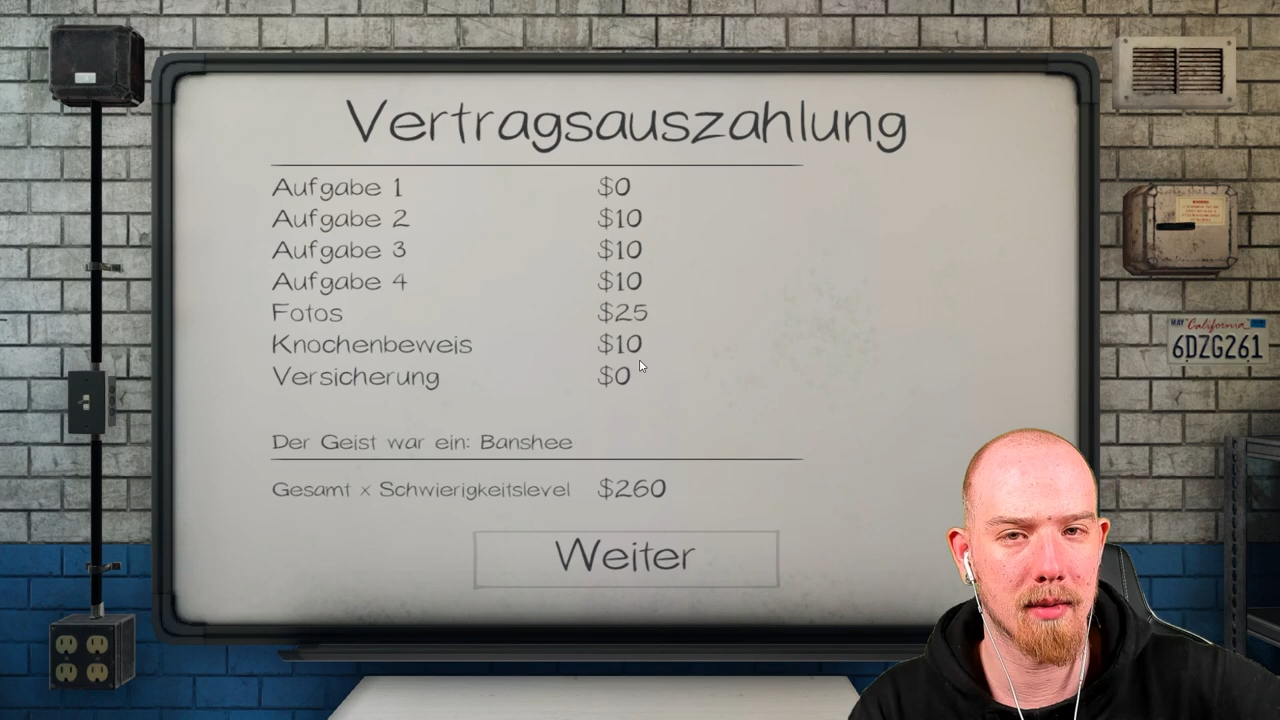 Vertragsauszahlung
Aufgabe 1 $0
Aufgabe 2 $10
Aufgabe 3 $10
Aufgabe 4 $10
Fotos $25
Knochenbeweis $10
Versicherung $0
Der Geist war ein: Banshee
Gesamt x Schwierigkeitslevel $260
Weiter
MAY California
6DZG261